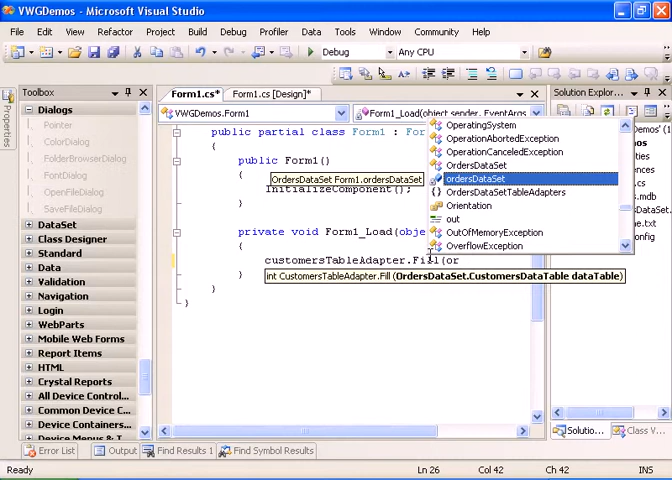 VWGDemos - Microsoft Visual Studio
File Edit View Refactor Project Build Debug Profiler Data Tools Window Community Help
Debug Any CPU
Toolbox
Form1.cs* Form1.cs [Design]*
Solution Explor...
Properties
VWGDemos.Form1
Form1_Load(object sender, EventArgs
Dialogs
Pointer
ColorDialog
FolderBrowserDialog
FontDialog
OpenFileDialog
SaveFileDialog
DataSet
Class Designer
Standard
Data
Validation
Navigation
Login
WebParts
Mobile Web Forms
Report Items
HTML
Crystal Reports
All Device Control...
Common Device C...
Device Menus & T...
public partial class Form1 : For
{
public Form1()
OrdersDataSet Form1.ordersDataSet
InitializeComponent();
}
private void Form1_Load(obje
{
customersTableAdapter.Fill(or
int CustomersTableAdapter.Fill (OrdersDataSet.CustomersDataTable dataTable)
}
}
}
OperatingSystem
OperationAbortedException
OperationCanceledException
OrdersDataSet
ordersDataSet
OrdersDataSetTableAdapters
Orientation
out
OutOfMemoryException
OverflowException
Solutio... Class V...
Error List Output Find Results 1 Find Symbol Results
Ready Ln 26 Col 42 Ch 42 INS